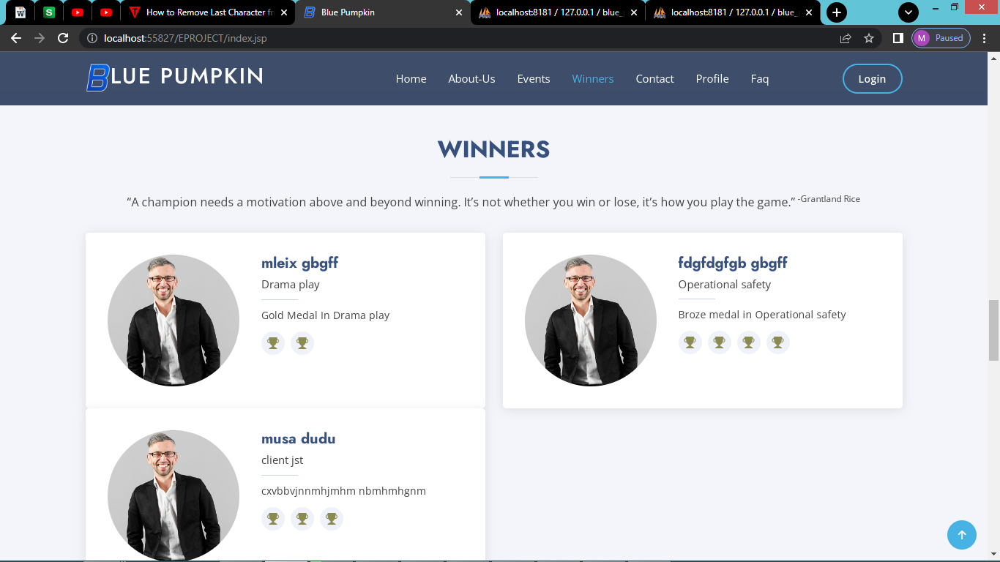 How to Remove Last Character fr
Blue Pumpkin
localhost:8181 / 127.0.0.1 / blue_
localhost:8181 / 127.0.0.1 / blue_
localhost:55827/EPROJECT/index.jsp
M Paused
BLUE PUMPKIN
Home About-Us Events Winners Contact Profile Faq Login
WINNERS
“A champion needs a motivation above and beyond winning. It’s not whether you win or lose, it’s how you play the game.” -Grantland Rice
mleix gbgff
Drama play
Gold Medal In Drama play
fdgfdgfgb gbgff
Operational safety
Broze medal in Operational safety
musa dudu
client jst
cxvbbvjnnmhjmhm nbmhmhgnm